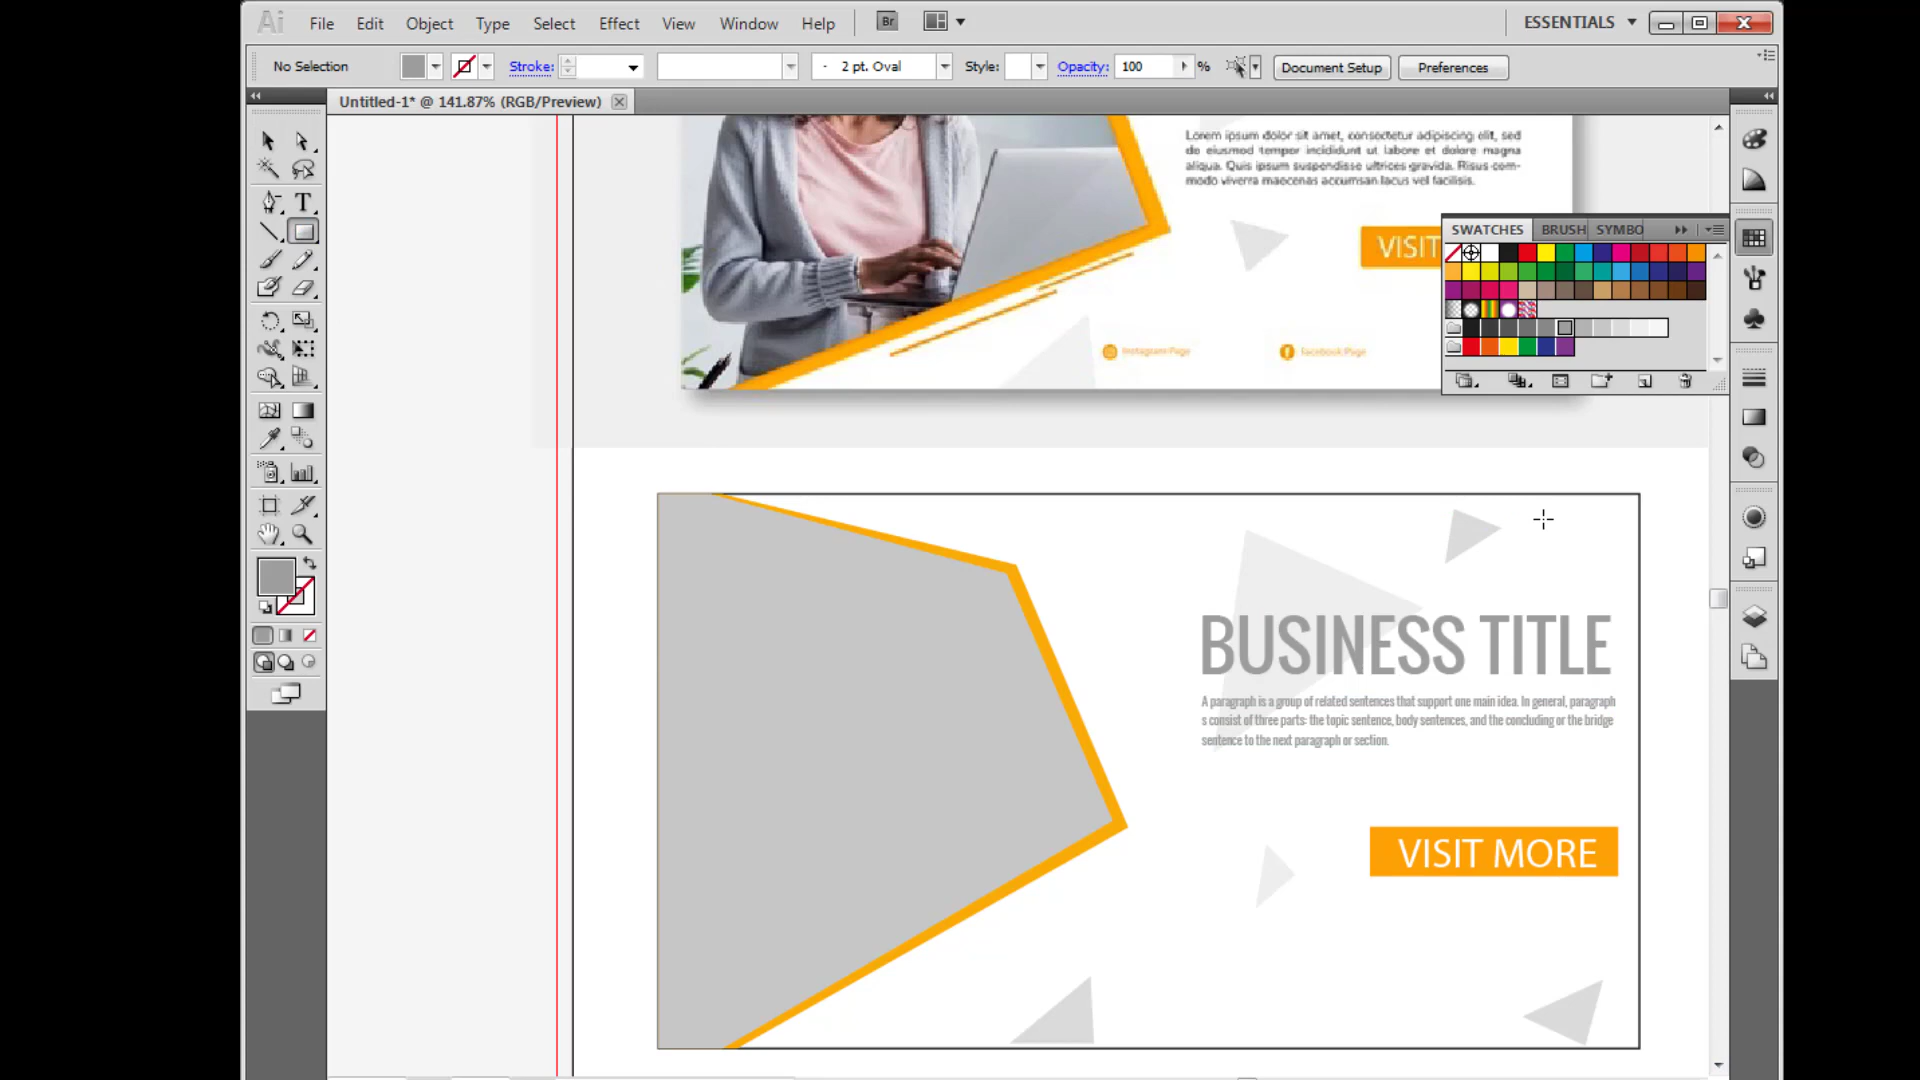 Ai File Edit Object Type Select Effect View Window Help Br ESSENTIALS
No Selection Stroke: 2 pt. Oval Style: Opacity: 100 % Document Setup Preferences
Untitled-1* @ 141.87% (RGB/Preview)
Lorem ipsum dolor sit amet, consectetur adipiscing elit, sed
do eiusmod tempor incididunt ut labore et dolore magna
aliqua. Quis ipsum suspendisse ultrices gravida. Risus com-
modo viverra maecenas accumsan lacus vel facilisis.
VISIT
SWATCHES BRUSH SYMBO
Instagram Page
Facebook Page
BUSINESS TITLE
A paragraph is a group of related sentences that support one main idea. In general, paragraph
s consist of three parts: the topic sentence, body sentences, and the concluding or the bridge
sentence to the next paragraph or section.
VISIT MORE